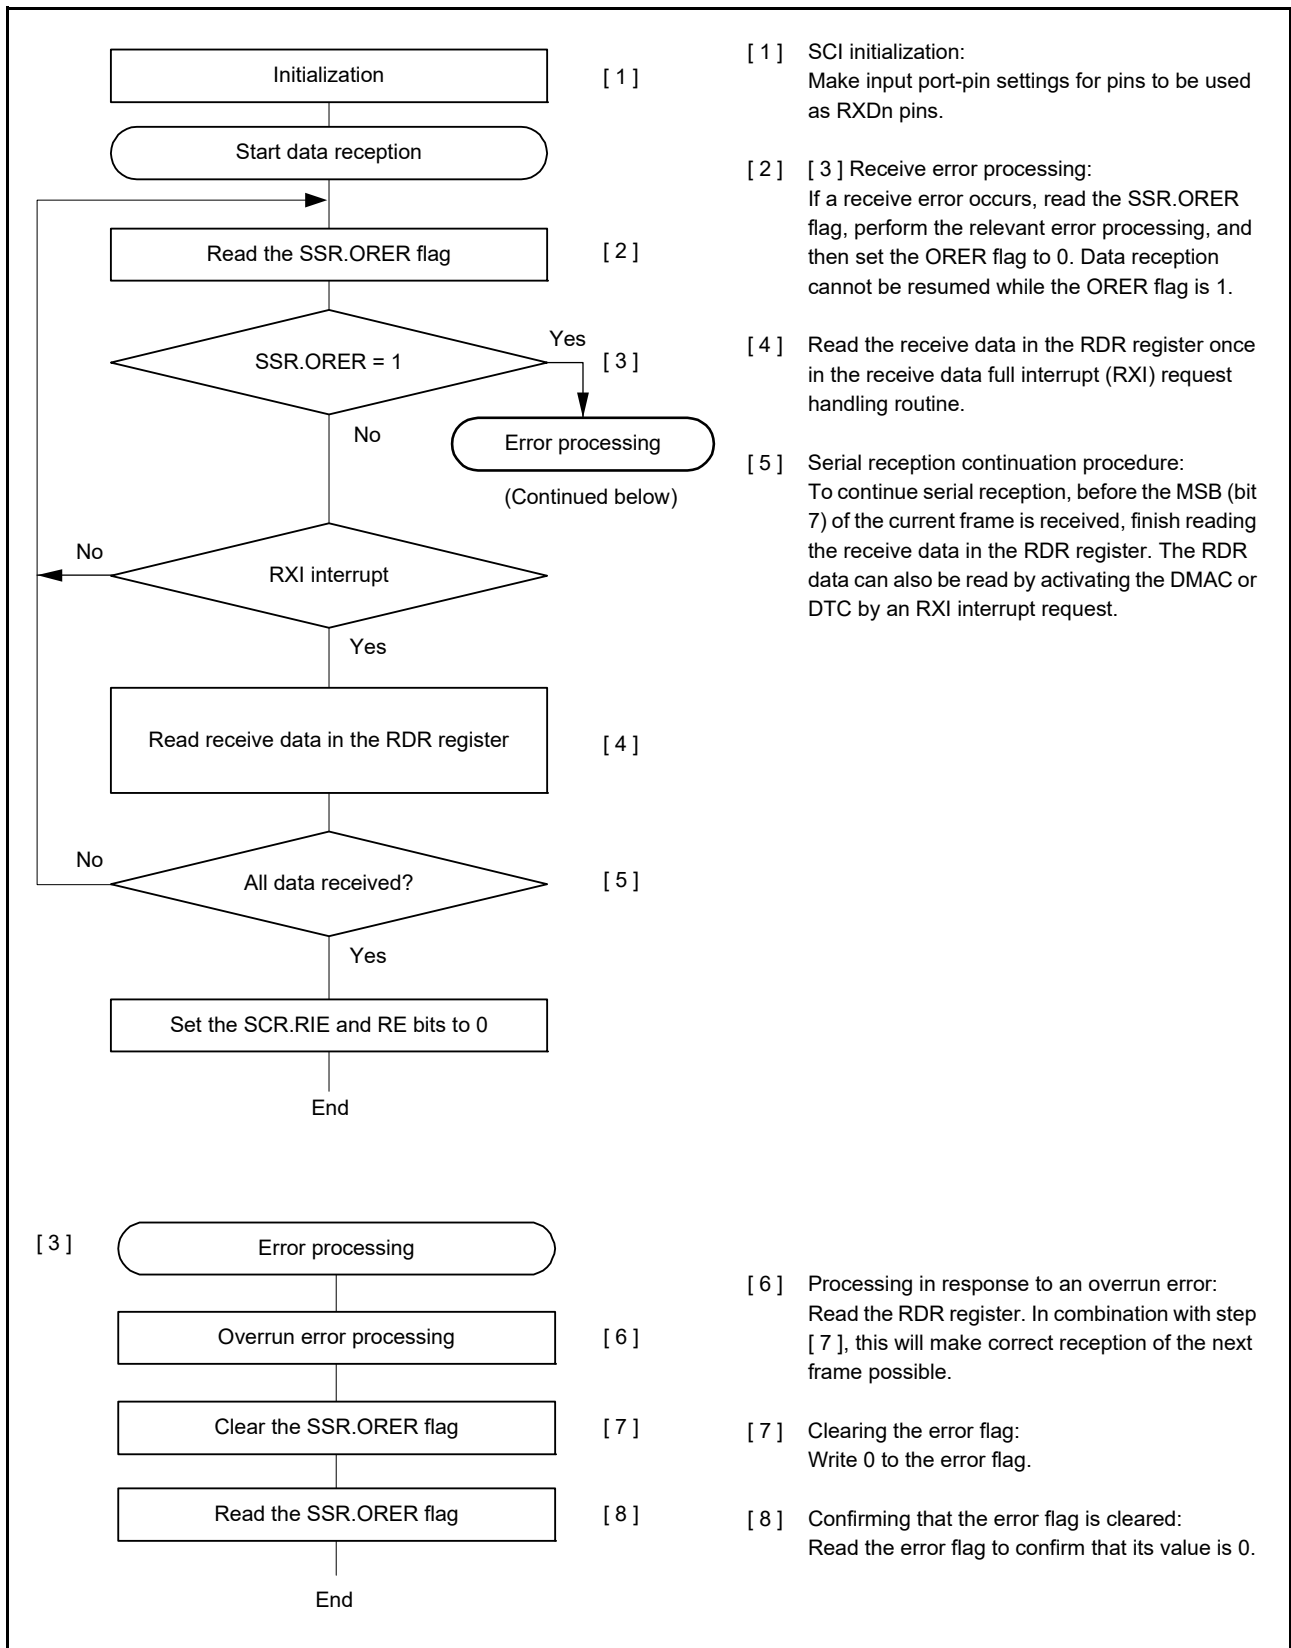 Initialization
[ 1 ]
Start data reception
Read the SSR.ORER flag
[ 2 ]
SSR.ORER = 1
Yes
[ 3 ]
No
Error processing
(Continued below)
No
RXI interrupt
Yes
Read receive data in the RDR register
[ 4 ]
No
All data received?
[ 5 ]
Yes
Set the SCR.RIE and RE bits to 0
End
[ 1 ] SCI initialization:
Make input port-pin settings for pins to be used
as RXDn pins.
[ 2 ] [ 3 ] Receive error processing:
If a receive error occurs, read the SSR.ORER
flag, perform the relevant error processing, and
then set the ORER flag to 0. Data reception
cannot be resumed while the ORER flag is 1.
[ 4 ] Read the receive data in the RDR register once
in the receive data full interrupt (RXI) request
handling routine.
[ 5 ] Serial reception continuation procedure:
To continue serial reception, before the MSB (bit
7) of the current frame is received, finish reading
the receive data in the RDR register. The RDR
data can also be read by activating the DMAC or
DTC by an RXI interrupt request.
[ 3 ]
Error processing
Overrun error processing
[ 6 ]
Clear the SSR.ORER flag
[ 7 ]
Read the SSR.ORER flag
[ 8 ]
End
[ 6 ] Processing in response to an overrun error:
Read the RDR register. In combination with step
[ 7 ], this will make correct reception of the next
frame possible.
[ 7 ] Clearing the error flag:
Write 0 to the error flag.
[ 8 ] Confirming that the error flag is cleared:
Read the error flag to confirm that its value is 0.